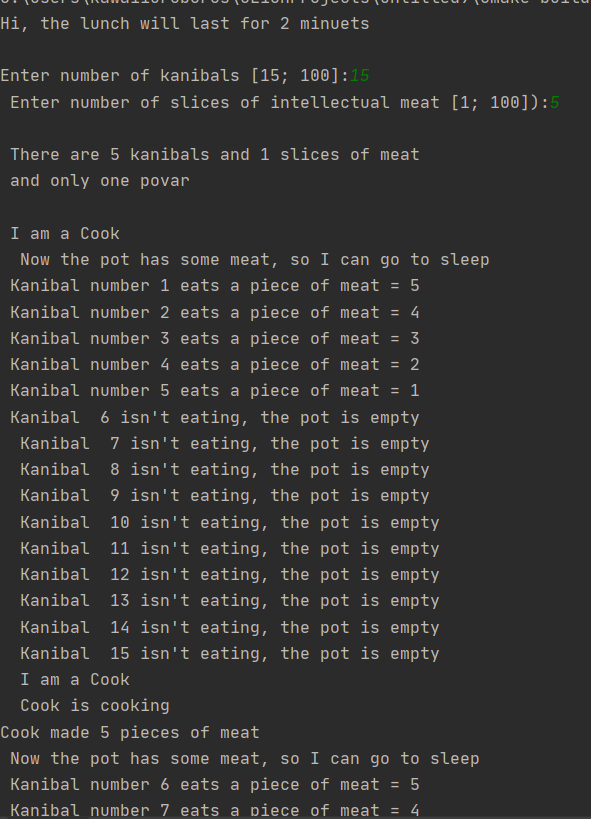 Hi, the lunch will last for 2 minuets
Enter number of kanibals [15; 100]:15
Enter number of slices of intellectual meat [1; 100]):5
There are 5 kanibals and 1 slices of meat
and only one povar
I am a Cook
Now the pot has some meat, so I can go to sleep
Kanibal number 1 eats a piece of meat = 5
Kanibal number 2 eats a piece of meat = 4
Kanibal number 3 eats a piece of meat = 3
Kanibal number 4 eats a piece of meat = 2
Kanibal number 5 eats a piece of meat = 1
Kanibal  6 isn't eating, the pot is empty
Kanibal  7 isn't eating, the pot is empty
Kanibal  8 isn't eating, the pot is empty
Kanibal  9 isn't eating, the pot is empty
Kanibal  10 isn't eating, the pot is empty
Kanibal  11 isn't eating, the pot is empty
Kanibal  12 isn't eating, the pot is empty
Kanibal  13 isn't eating, the pot is empty
Kanibal  14 isn't eating, the pot is empty
Kanibal  15 isn't eating, the pot is empty
I am a Cook
Cook is cooking
Cook made 5 pieces of meat
Now the pot has some meat, so I can go to sleep
Kanibal number 6 eats a piece of meat = 5
Kanibal number 7 eats a piece of meat = 4